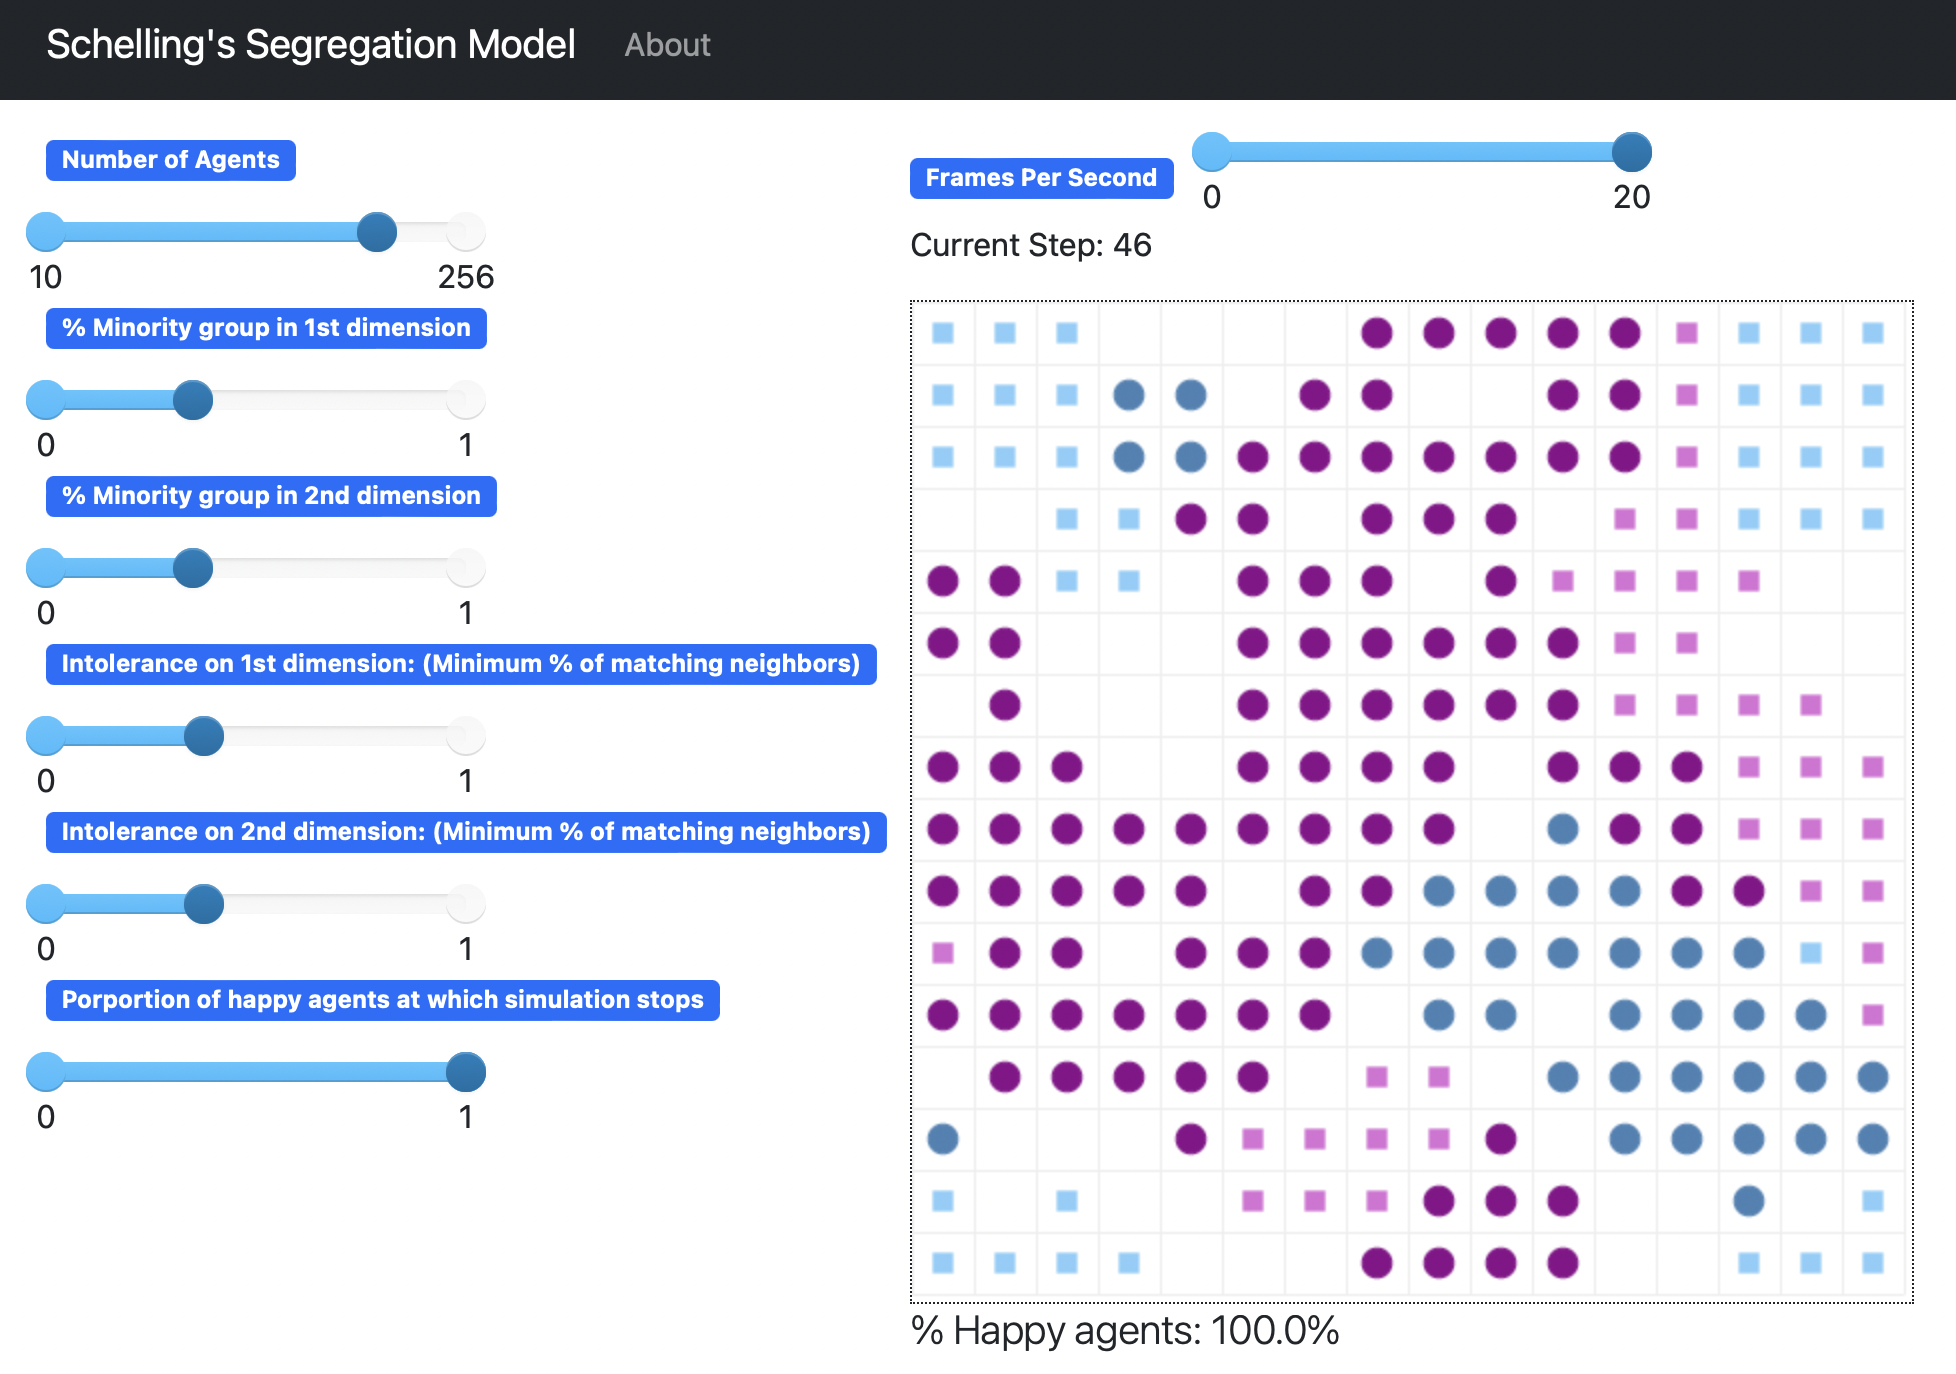 Schelling's Segregation Model About
Number of Agents
10 256
% Minority group in 1st dimension
0 1
% Minority group in 2nd dimension
0 1
Intolerance on 1st dimension: (Minimum % of matching neighbors)
0 1
Intolerance on 2nd dimension: (Minimum % of matching neighbors)
0 1
Porportion of happy agents at which simulation stops
0 1
Frames Per Second
0 20
Current Step: 46
% Happy agents: 100.0%